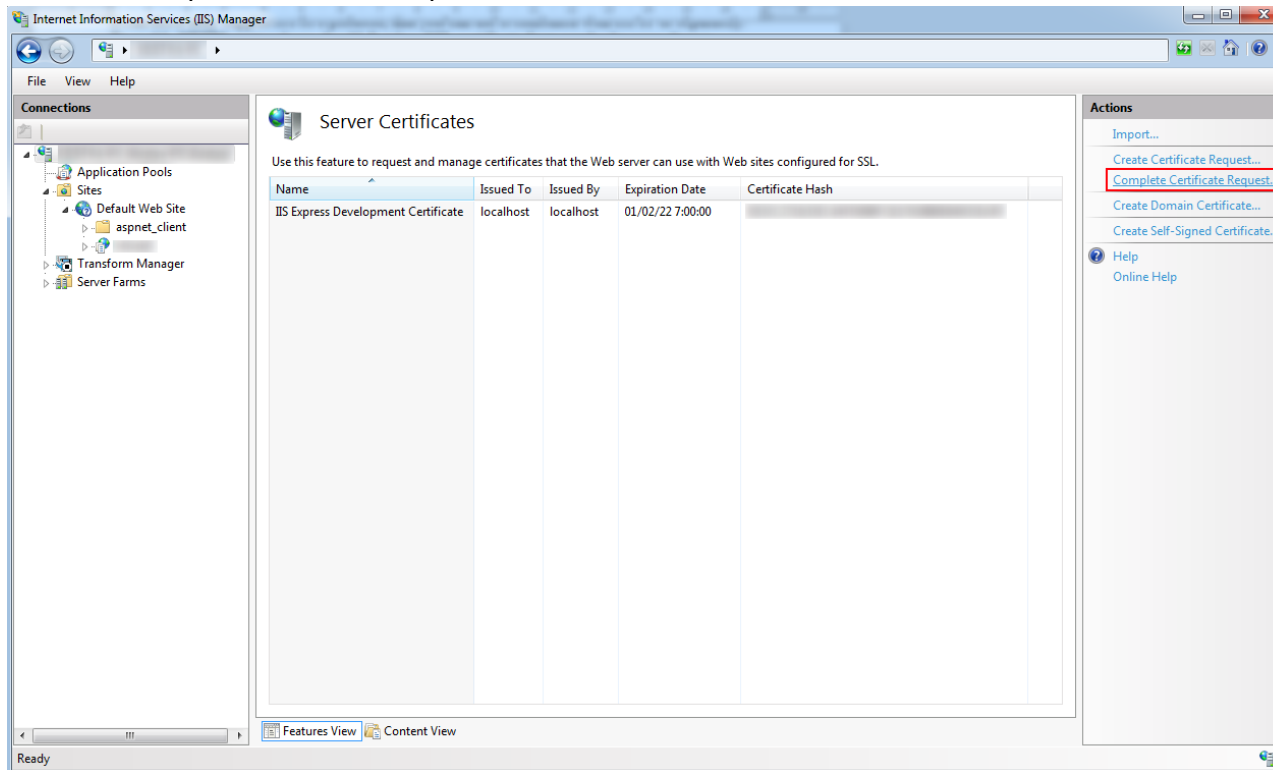 Internet Information Services (IIS) Manager
File View Help
Connections
Application Pools
Sites
Default Web Site
aspnet_client
Transform Manager
Server Farms
Server Certificates
Use this feature to request and manage certificates that the Web server can use with Web sites configured for SSL.
Name Issued To Issued By Expiration Date Certificate Hash
IIS Express Development Certificate localhost localhost 01/02/22 7:00:00
Features View Content View
Actions
Import...
Create Certificate Request...
Complete Certificate Request.
Create Domain Certificate...
Create Self-Signed Certificate.
Help
Online Help
Ready